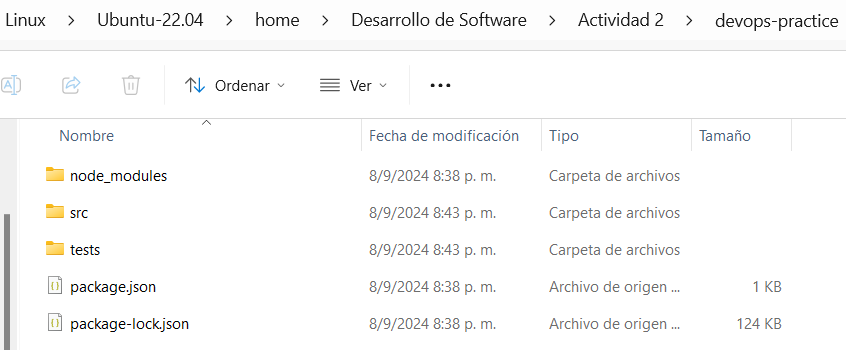 Linux > Ubuntu-22.04 > home > Desarrollo de Software > Actividad 2 > devops-practice
Ordenar Ver
Nombre Fecha de modificación Tipo Tamaño
node_modules 8/9/2024 8:38 p. m. Carpeta de archivos
src 8/9/2024 8:43 p. m. Carpeta de archivos
tests 8/9/2024 8:43 p. m. Carpeta de archivos
package.json 8/9/2024 8:38 p. m. Archivo de origen ... 1 KB
package-lock.json 8/9/2024 8:38 p. m. Archivo de origen ... 124 KB